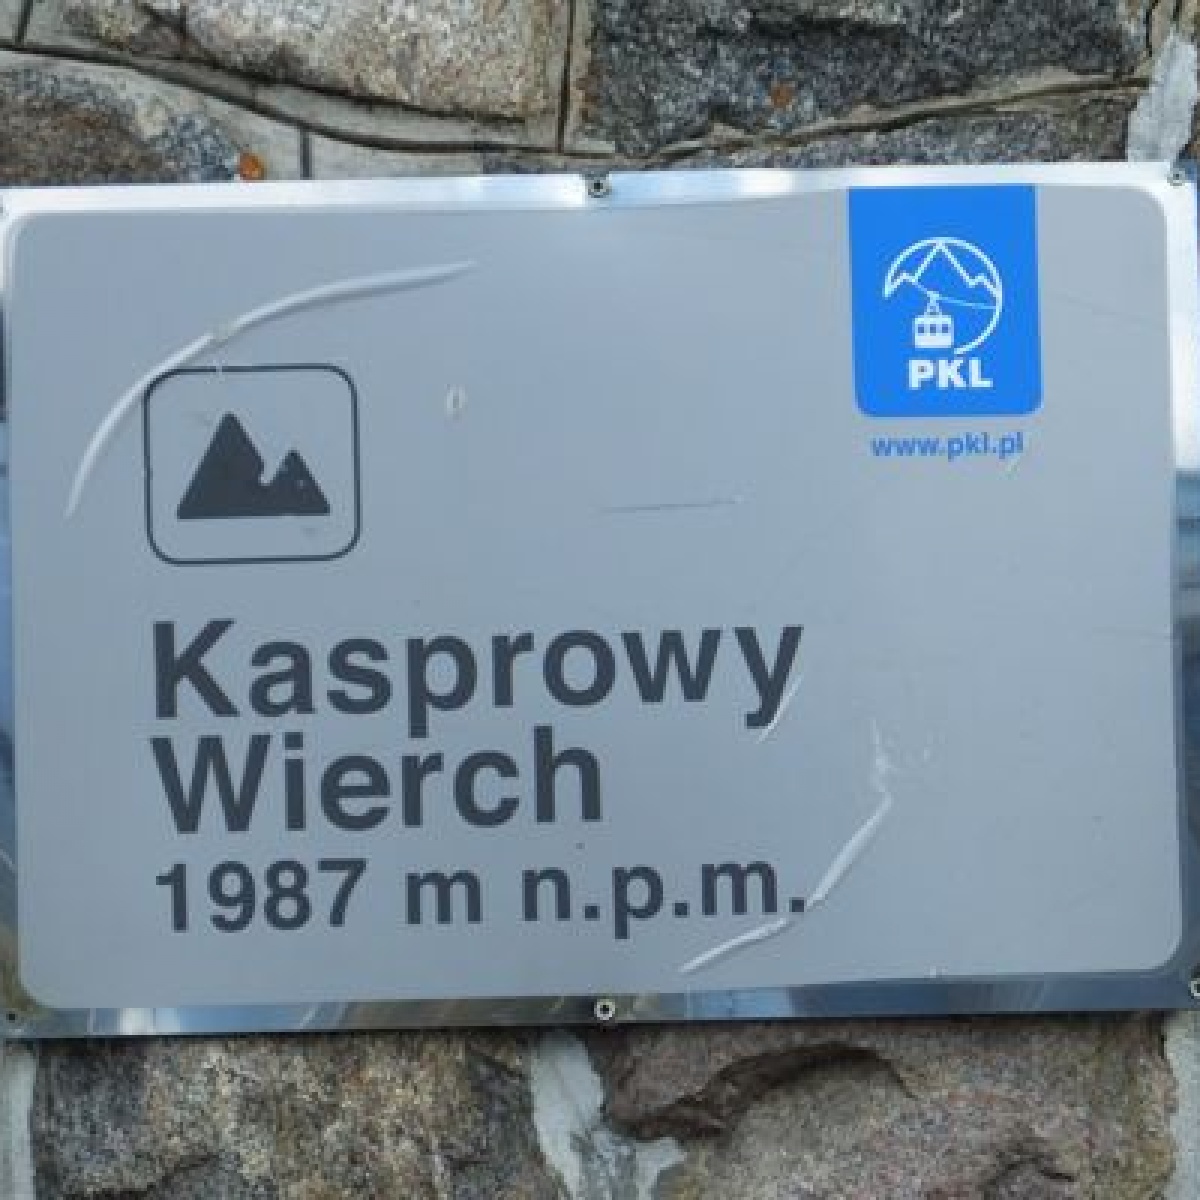 PKL
www.pkl.pl
Kasprowy
Wierch
1987 m n.p.m.